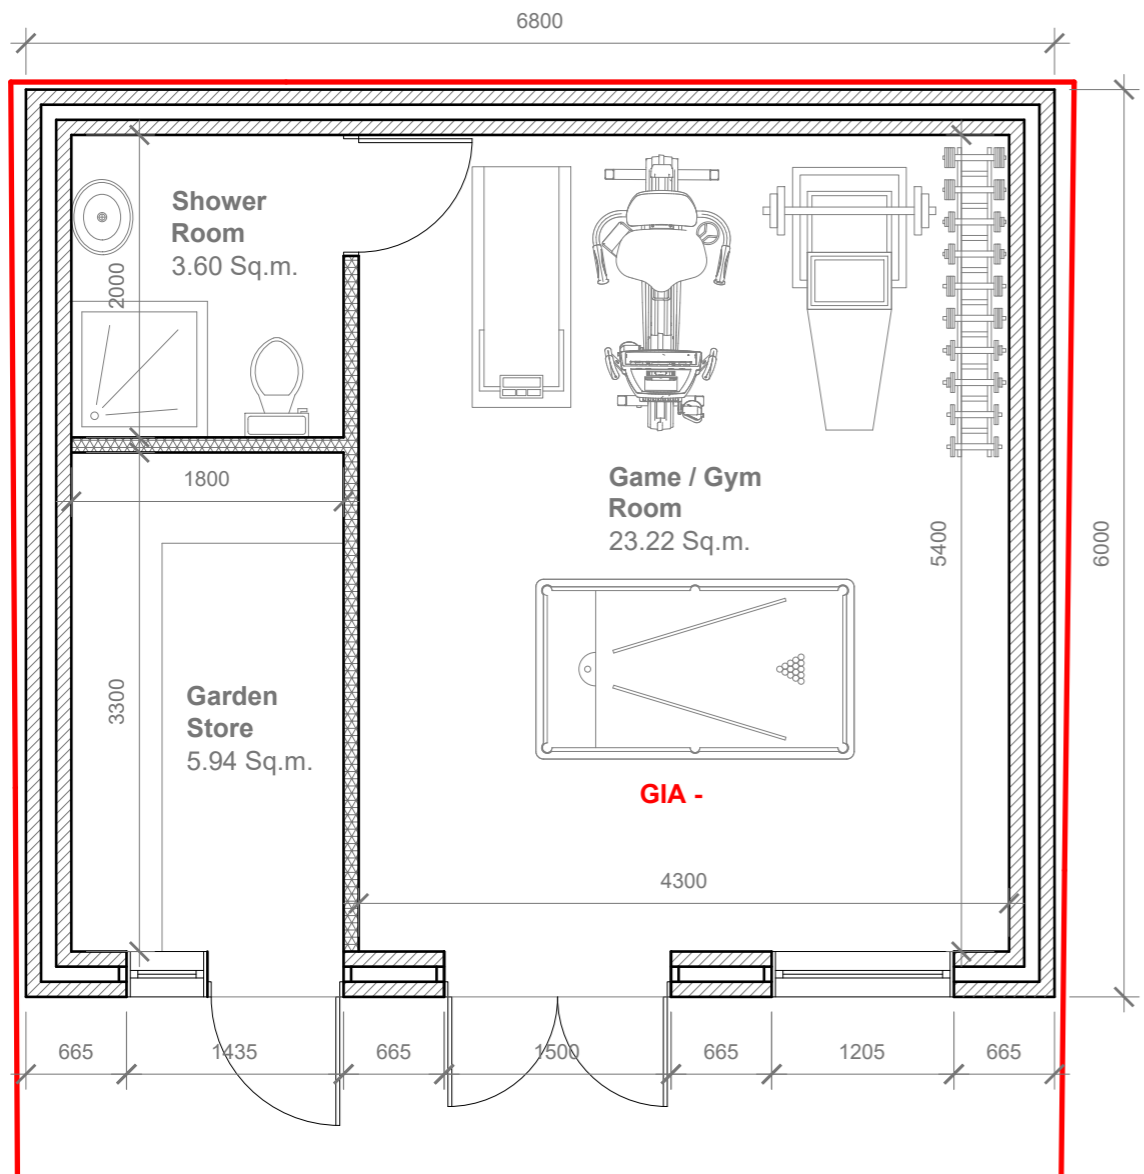 6800
Shower
Room
3.60 Sq.m.
2000
1800
Game / Gym
Room
23.22 Sq.m.
5400
6000
3300
Garden
Store
5.94 Sq.m.
GIA -
4300
665
1435
665
1500
665
1205
665